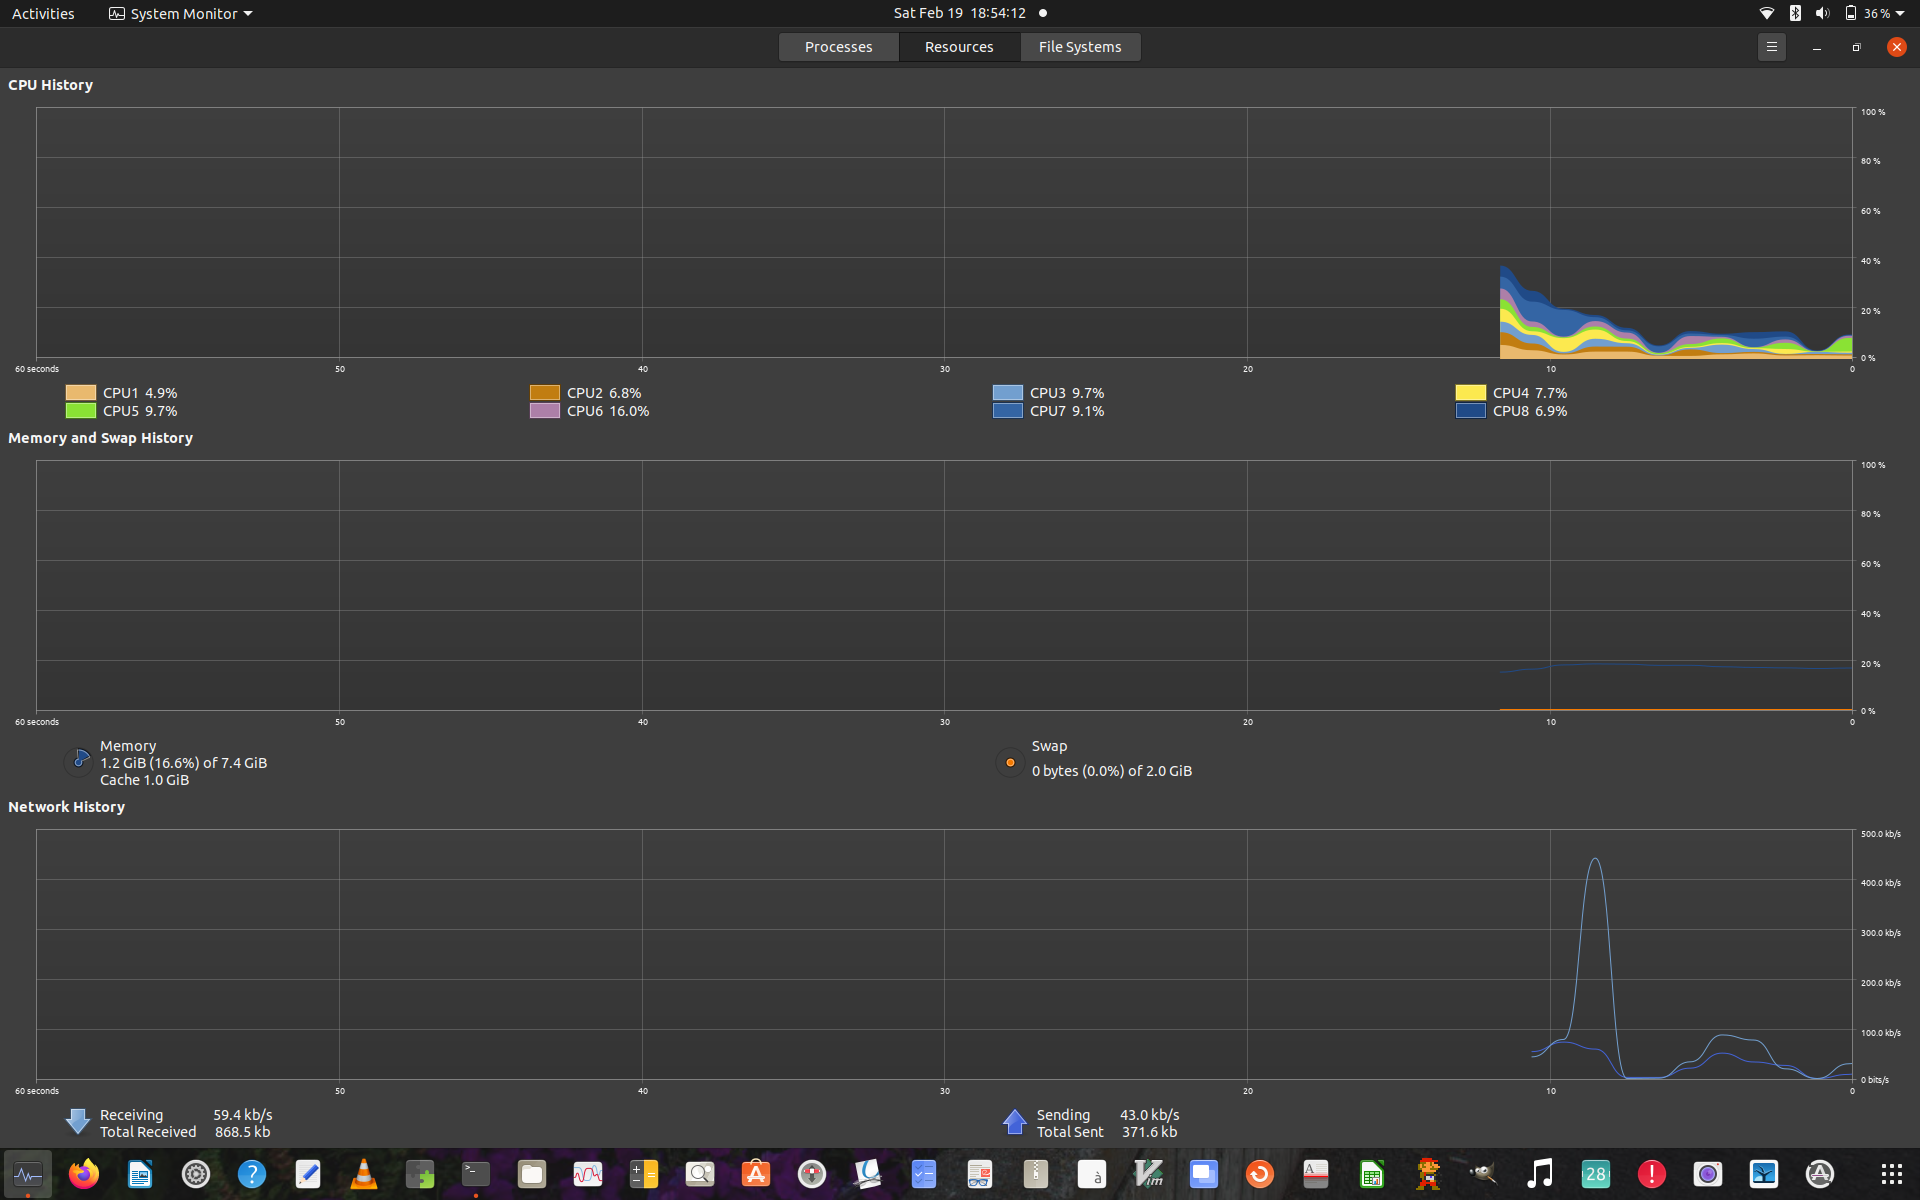 Activities System Monitor Sat Feb 19 18:54:12 36 %
Processes Resources File Systems
CPU History
100 %
80 %
60 %
40 %
20 %
0 %
60 seconds 50 40 30 20 10 0
CPU1 4.9% CPU2 6.8% CPU3 9.7% CPU4 7.7%
CPU5 9.7% CPU6 16.0% CPU7 9.1% CPU8 6.9%
Memory and Swap History
100 %
80 %
60 %
40 %
20 %
0 %
60 seconds 50 40 30 20 10 0
Memory Swap
1.2 GiB (16.6%) of 7.4 GiB 0 bytes (0.0%) of 2.0 GiB
Cache 1.0 GiB
Network History
500.0 kb/s
400.0 kb/s
300.0 kb/s
200.0 kb/s
100.0 kb/s
0 bits/s
60 seconds 50 40 30 20 10 0
Receiving 59.4 kb/s Sending 43.0 kb/s
Total Received 868.5 kb Total Sent 371.6 kb
>_ ? à Vim A 28 !